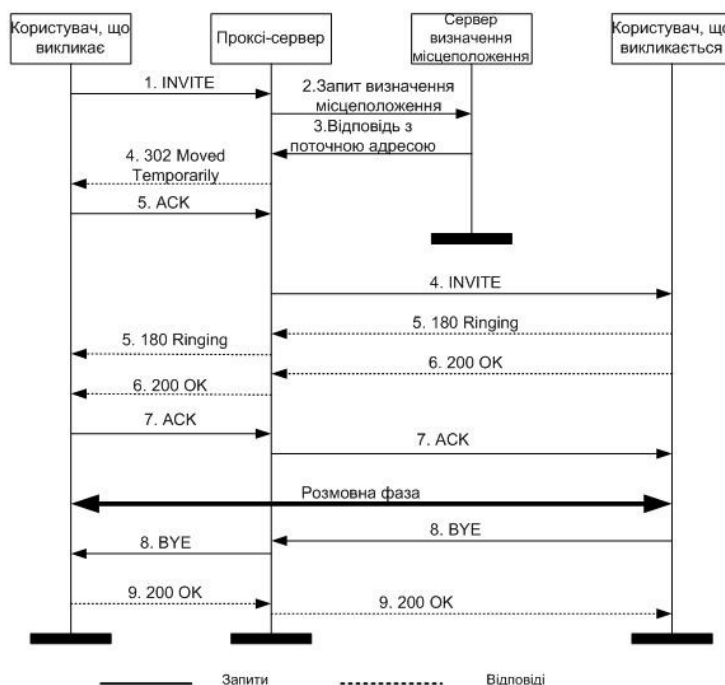 Користувач, що
викликає
Проксі-сервер
Сервер
визначення
місцеположення
Користувач, що
викликається
1. INVITE
2.Запит визначення
місцеположення
3.Відповідь з
поточною адресою
4. 302 Moved
Temporarily
5. ACK
4. INVITE
5. 180 Ringing
5. 180 Ringing
6. 200 OK
6. 200 OK
7. ACK
7. ACK
Розмовна фаза
8. BYE
8. BYE
9. 200 OK
9. 200 OK
Запити
Відповіді